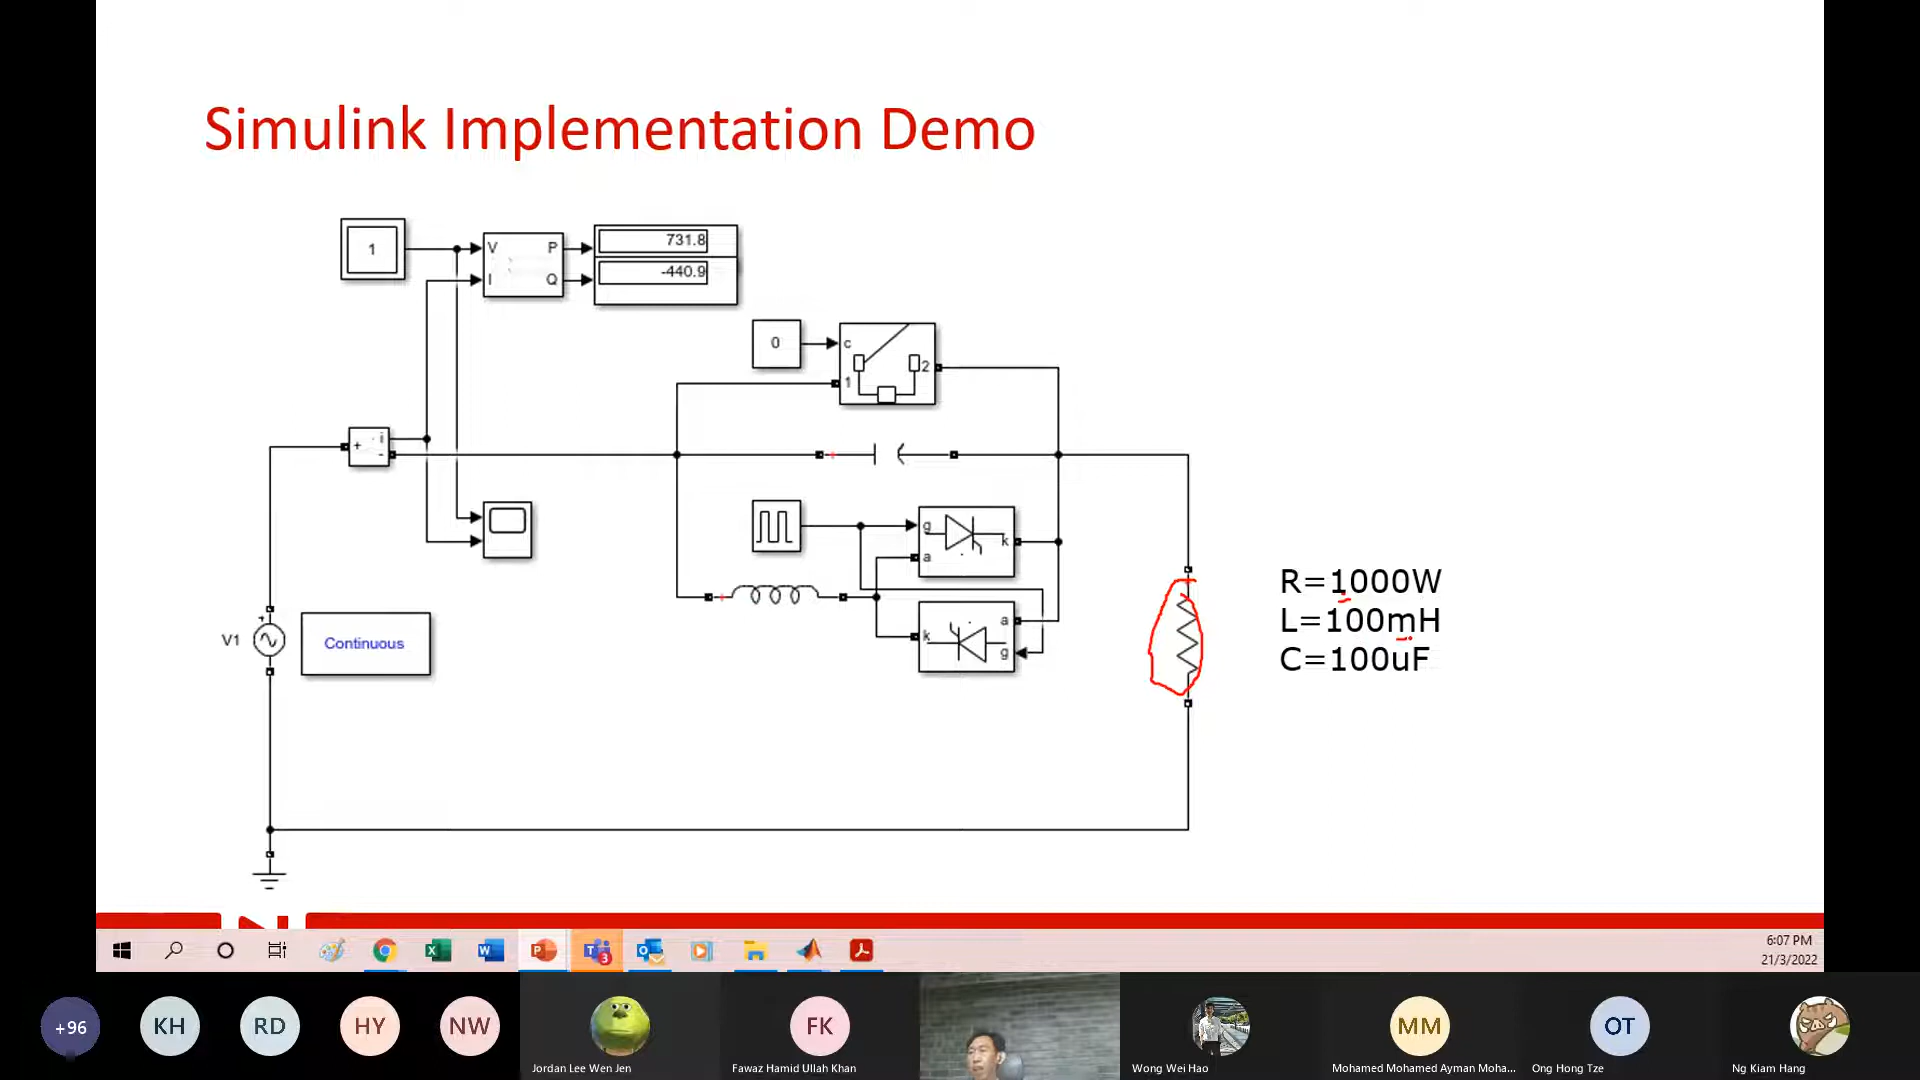 Simulink Implementation Demo
1
V P
I Q
731.8
-440.9
0
c
1
2
+ i
-
g
a
k
a
k
g
+
V1
Continuous
R=1000W
L=100mH
C=100uF
6:07 PM
21/3/2022
3
+96
KH
RD
HY
NW
FK
MM
OT
Jordan Lee Wen Jen
Fawaz Hamid Ullah Khan
Wong Wei Hao
Mohamed Mohamed Ayman Moha...
Ong Hong Tze
Ng Kiam Hang